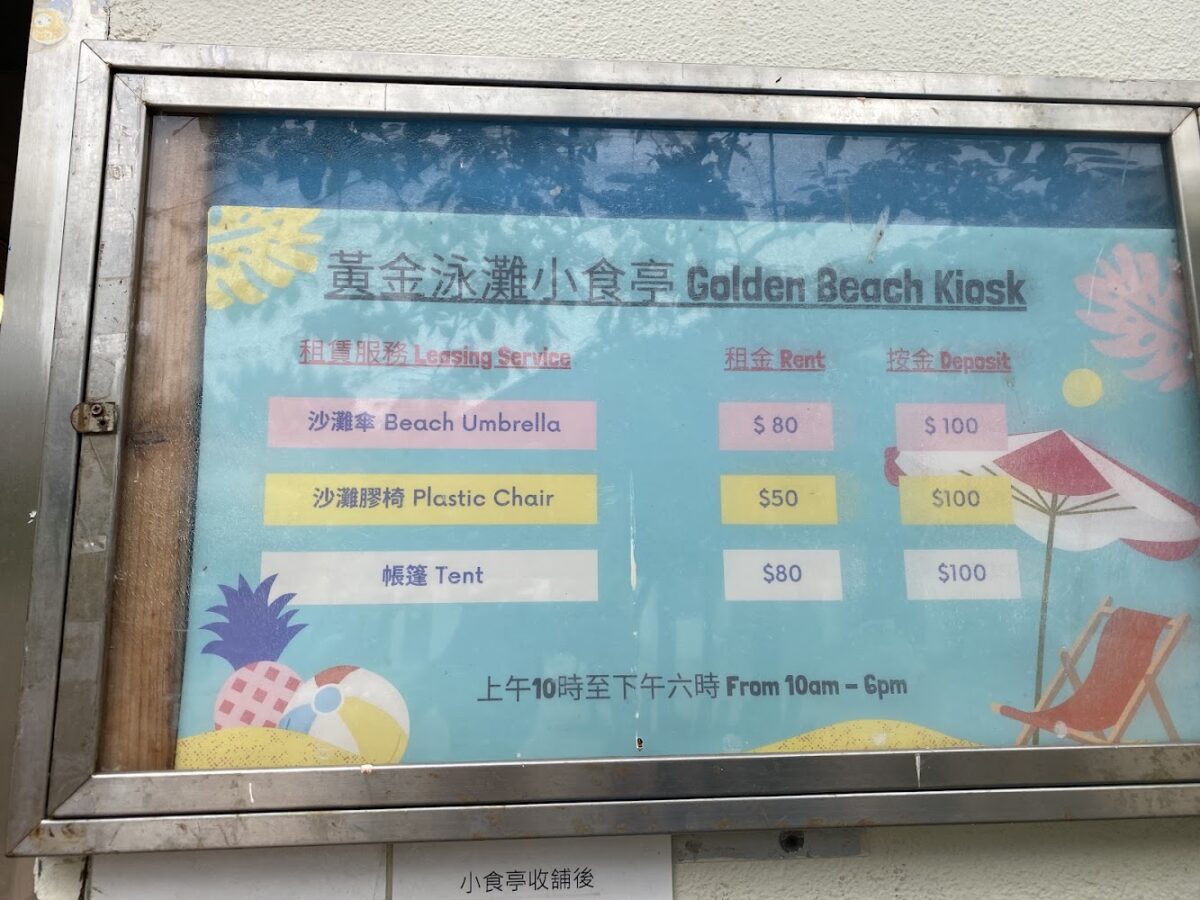 黃金泳灘小食亭 Golden Beach Kiosk
租賃服務 Leasing Service 租金 Rent 按金 Deposit
沙灘傘 Beach Umbrella $ 80 $ 100
沙灘膠椅 Plastic Chair $50 $100
帳篷 Tent $80 $100
上午10時至下午六時 From 10am – 6pm
小食亭收舖後